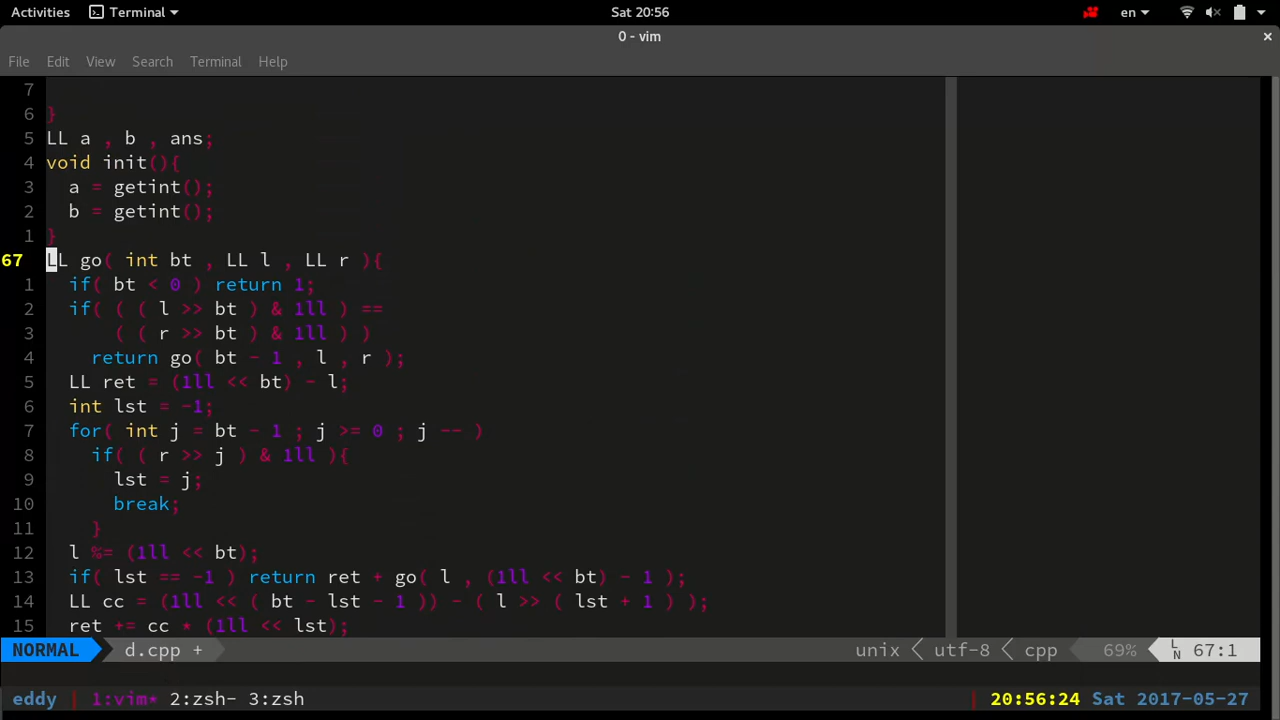 Activities Terminal Sat 20:56 en
0 - vim
File Edit View Search Terminal Help
7
6 }
5 LL a , b , ans;
4 void init(){
3   a = getint();
2   b = getint();
1 }
67 LL go( int bt , LL l , LL r ){
1   if( bt < 0 ) return 1;
2   if( ( ( l >> bt ) & 1ll ) ==
3       ( ( r >> bt ) & 1ll ) )
4     return go( bt - 1 , l , r );
5   LL ret = (1ll << bt) - l;
6   int lst = -1;
7   for( int j = bt - 1 ; j >= 0 ; j -- )
8     if( ( r >> j ) & 1ll ){
9       lst = j;
10       break;
11     }
12   l %= (1ll << bt);
13   if( lst == -1 ) return ret + go( l , (1ll << bt) - 1 );
14   LL cc = (1ll << ( bt - lst - 1 )) - ( l >> ( lst + 1 ) );
15   ret += cc * (1ll << lst);
NORMAL d.cpp + unix utf-8 cpp 69% LN 67:1
eddy 1:vim* 2:zsh- 3:zsh 20:56:24 Sat 2017-05-27